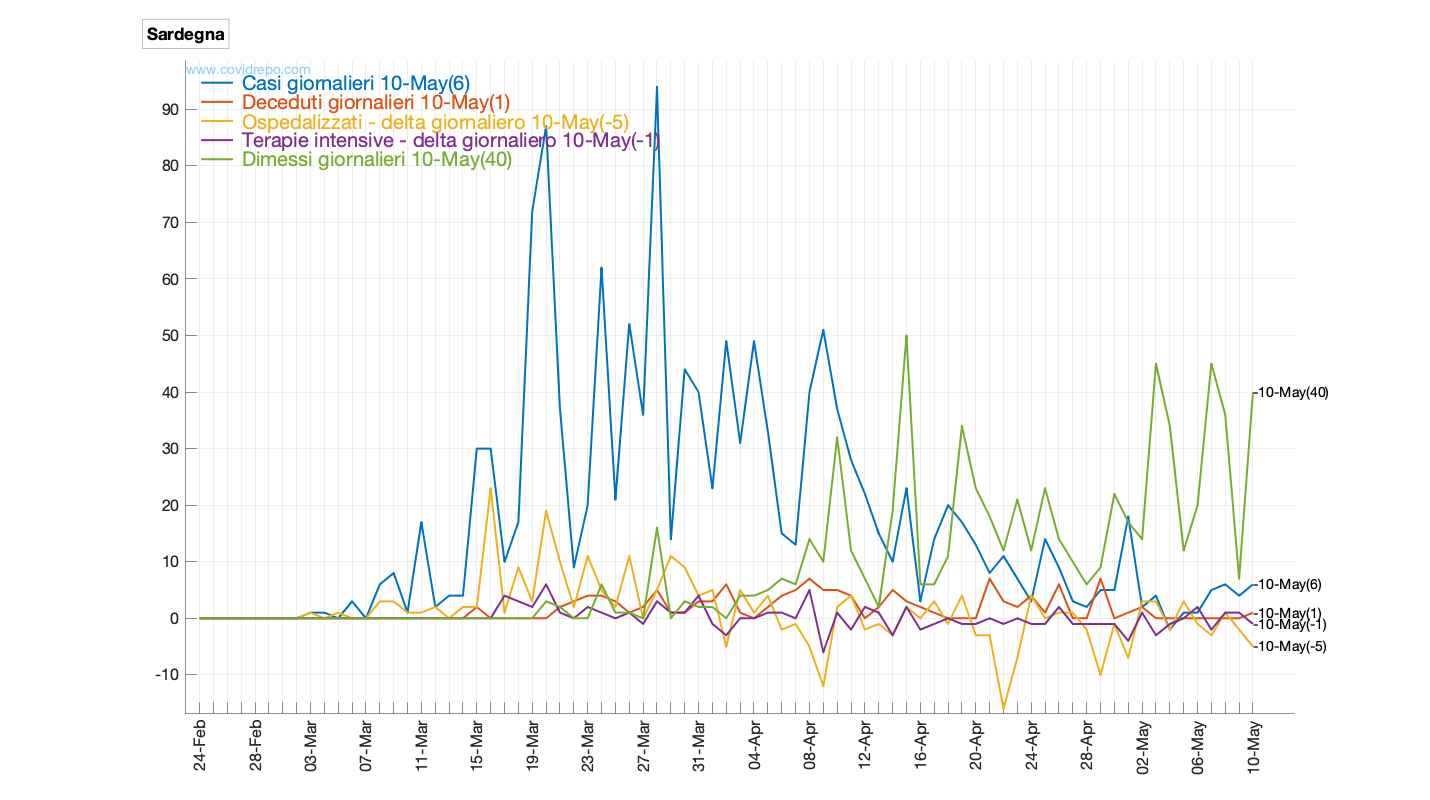 Sardegna
www.covidrepo.com
Casi giornalieri 10-May(6)
Deceduti giornalieri 10-May(1)
Ospedalizzati - delta giornaliero 10-May(-5)
Terapie intensive - delta giornaliero 10-May(-1)
Dimessi giornalieri 10-May(40)
90
80
70
60
50
40
30
20
10
0
-10
10-May(40)
10-May(6)
10-May(1)
10-May(-1)
10-May(-5)
24-Feb
28-Feb
03-Mar
07-Mar
11-Mar
15-Mar
19-Mar
23-Mar
27-Mar
31-Mar
04-Apr
08-Apr
12-Apr
16-Apr
20-Apr
24-Apr
28-Apr
02-May
06-May
10-May